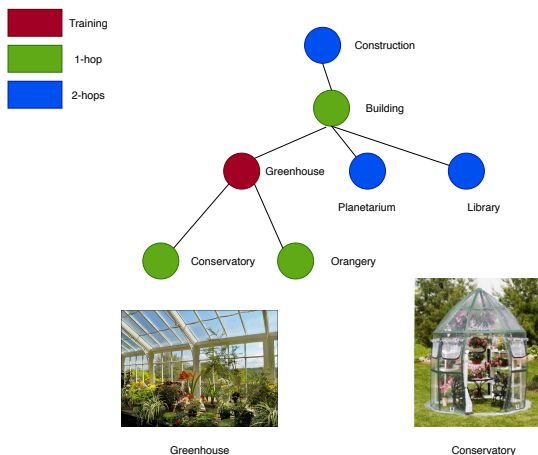 Training
1-hop
2-hops
Construction
Building
Greenhouse
Planetarium
Library
Conservatory
Orangery
Greenhouse
Conservatory